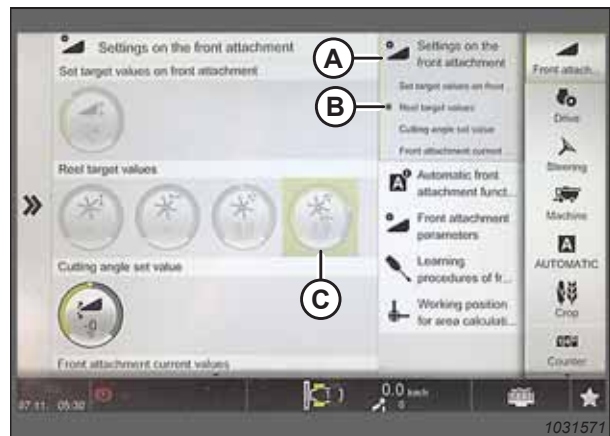 Settings on the front attachment
Set target values on front attachment
Reel target values
Cutting angle set value
-0
Front attachment current values
A
Settings on the
front attachment
Set target values on front ...
B
Reel target values
Cutting angle set value
Front attachment current ...
Automatic front
attachment funct...
Front attachment
parameters
Learning
procedures of fr...
Working position
for area calculati...
C
Front attach...
Drive
Steering
Machine
A
AUTOMATIC
Crop
Counter
07.11. 05:30
0.0 km/h
0
1031571